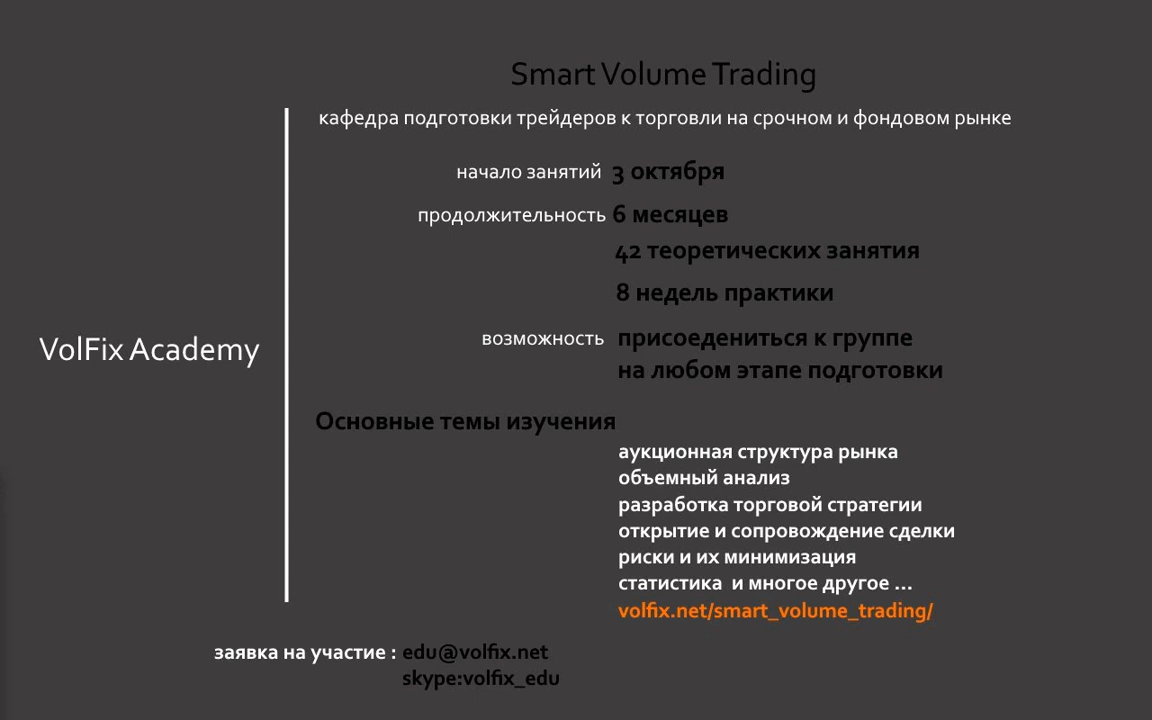 Smart Volume Trading
кафедра подготовки трейдеров к торговли на срочном и фондовом рынке
начало занятий 3 октября
продолжительность 6 месяцев
42 теоретических занятия
8 недель практики
VolFix Academy
возможность присоедениться к группе
на любом этапе подготовки
Основные темы изучения
аукционная структура рынка
объемный анализ
разработка торговой стратегии
открытие и сопровождение сделки
риски и их минимизация
статистика и многое другое ...
volfix.net/smart_volume_trading/
заявка на участие : edu@volfix.net
skype:volfix_edu